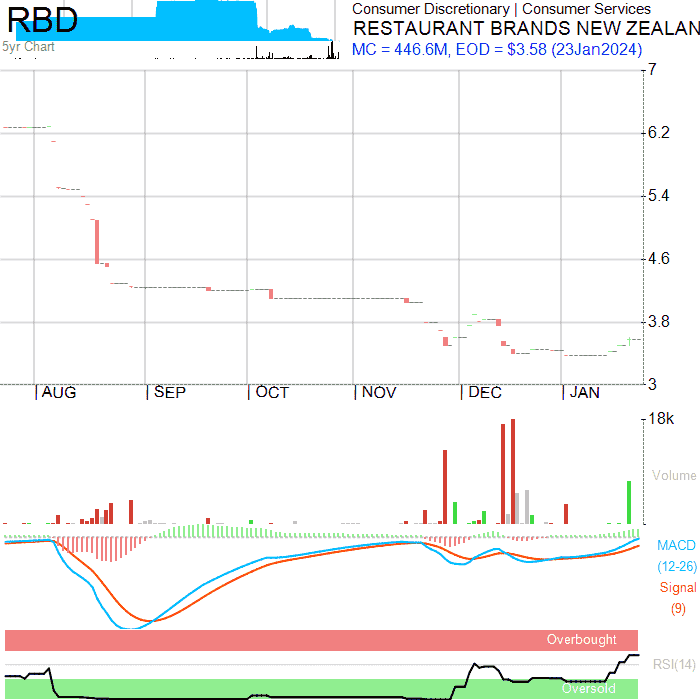 RBD
5yr Chart
Consumer Discretionary | Consumer Services
RESTAURANT BRANDS NEW ZEALAN
MC = 446.6M, EOD = $3.58 (23Jan2024)
7
6.2
5.4
4.6
3.8
3
| AUG | SEP | OCT | NOV | DEC | JAN
18k
Volume
MACD
(12-26)
Signal
(9)
Overbought
RSI(14)
Oversold